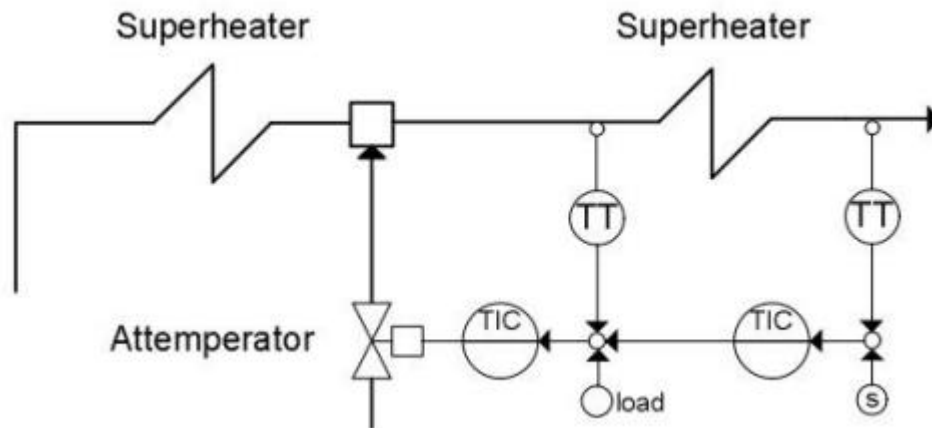 Superheater
Superheater
TT
TT
Attemperator
TIC
TIC
load
s